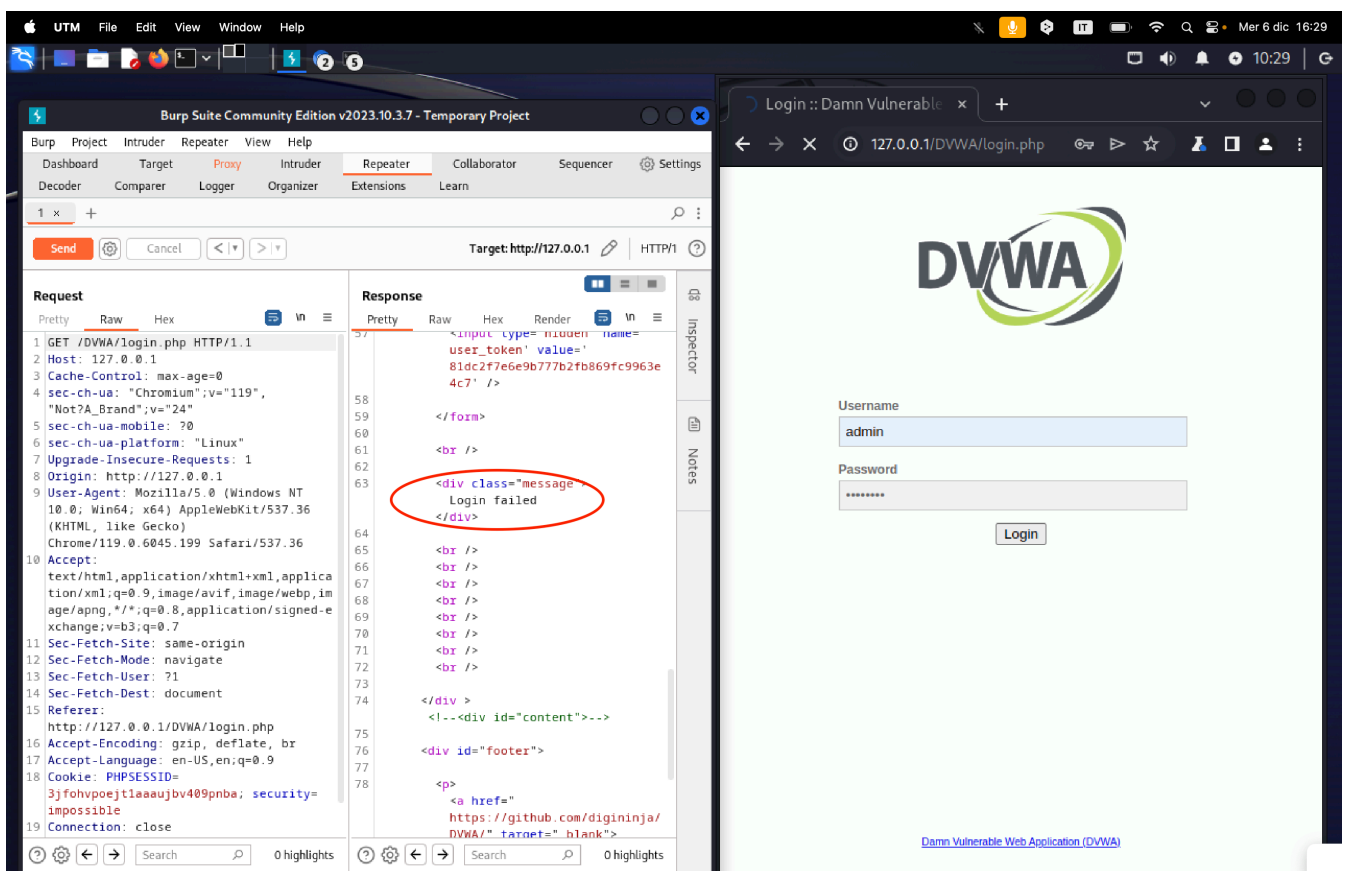 UTM File Edit View Window Help
IT
Mer 6 dic 16:29
2
5
10:29
Burp Suite Community Edition v2023.10.3.7 - Temporary Project
Burp Project Intruder Repeater View Help
Dashboard Target Proxy Intruder Repeater Collaborator Sequencer Settings
Decoder Comparer Logger Organizer Extensions Learn
1 × +
Send Cancel < >
Target: http://127.0.0.1 HTTP/1 ?
Request
Pretty Raw Hex \n
1 GET /DVWA/login.php HTTP/1.1
2 Host: 127.0.0.1
3 Cache-Control: max-age=0
4 sec-ch-ua: "Chromium";v="119",
"Not?A_Brand";v="24"
5 sec-ch-ua-mobile: ?0
6 sec-ch-ua-platform: "Linux"
7 Upgrade-Insecure-Requests: 1
8 Origin: http://127.0.0.1
9 User-Agent: Mozilla/5.0 (Windows NT
10.0; Win64; x64) AppleWebKit/537.36
(KHTML, like Gecko)
Chrome/119.0.6045.199 Safari/537.36
10 Accept:
text/html,application/xhtml+xml,applica
tion/xml;q=0.9,image/avif,image/webp,im
age/apng,*/*;q=0.8,application/signed-e
xchange;v=b3;q=0.7
11 Sec-Fetch-Site: same-origin
12 Sec-Fetch-Mode: navigate
13 Sec-Fetch-User: ?1
14 Sec-Fetch-Dest: document
15 Referer:
http://127.0.0.1/DVWA/login.php
16 Accept-Encoding: gzip, deflate, br
17 Accept-Language: en-US,en;q=0.9
18 Cookie: PHPSESSID=
3jfohvpoejt1aaaujbv409pnba; security=
impossible
19 Connection: close
? Search 0 highlights
Response
Pretty Raw Hex Render \n
57 <input type='hidden' name='
user_token' value='
81dc2f7e6e9b777b2fb869fc9963e
4c7' />
58
59 </form>
60
61 <br />
62
63 <div class="message">
Login failed
</div>
64
65 <br />
66 <br />
67 <br />
68 <br />
69 <br />
70 <br />
71 <br />
72 <br />
73
74 </div >
<!--<div id="content">-->
75
76 <div id="footer">
77
78 <p>
<a href="
https://github.com/digininja/
DVWA/" target="_blank">
? Search 0 highlights
Inspector
Notes
Login :: Damn Vulnerable × +
127.0.0.1/DVWA/login.php
DVWA
Username
admin
Password
••••••••
Login
Damn Vulnerable Web Application (DVWA)